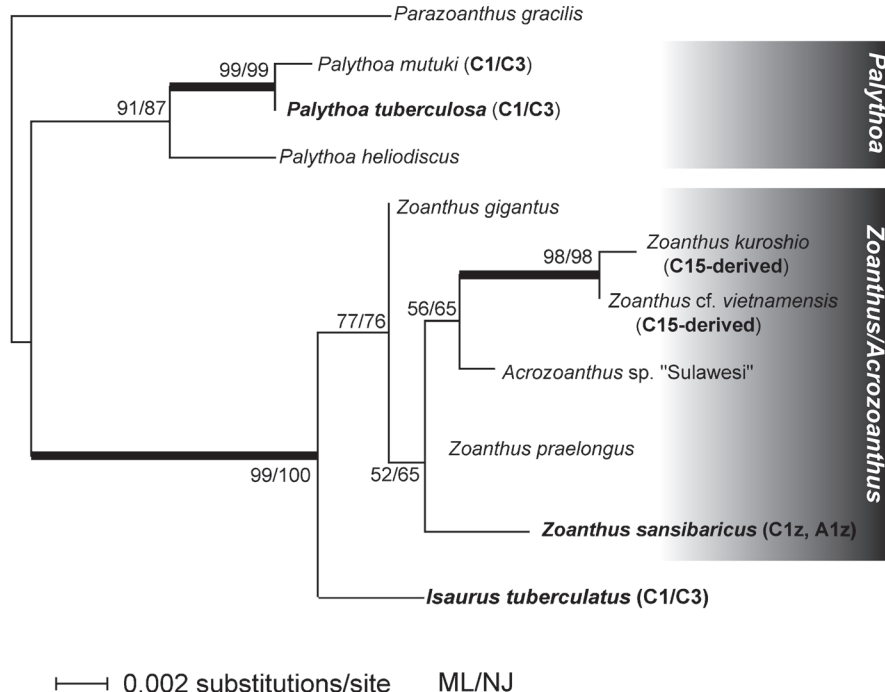 Parazoanthus gracilis
99/99
Palythoa mutuki (C1/C3)
91/87
Palythoa tuberculosa (C1/C3)
Palythoa heliodiscus
Palythoa
Zoanthus gigantus
Zoanthus kuroshio
(C15-derived)
98/98
Zoanthus cf. vietnamensis
(C15-derived)
56/65
77/76
Acrozoanthus sp. "Sulawesi"
Zoanthus praelongus
99/100
52/65
Zoanthus sansibaricus (C1z, A1z)
Zoanthus/Acrozoanthus
Isaurus tuberculatus (C1/C3)
0.002 substitutions/site
ML/NJ